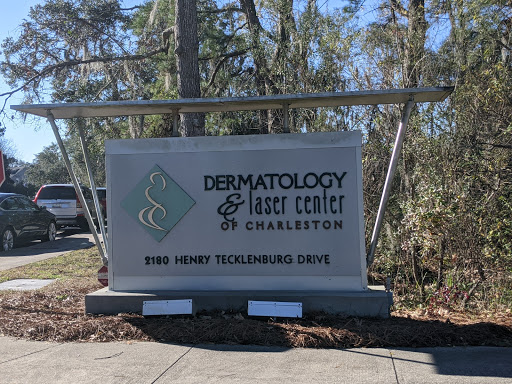 DERMATOLOGY
& laser center
OF CHARLESTON
2180 HENRY TECKLENBURG DRIVE